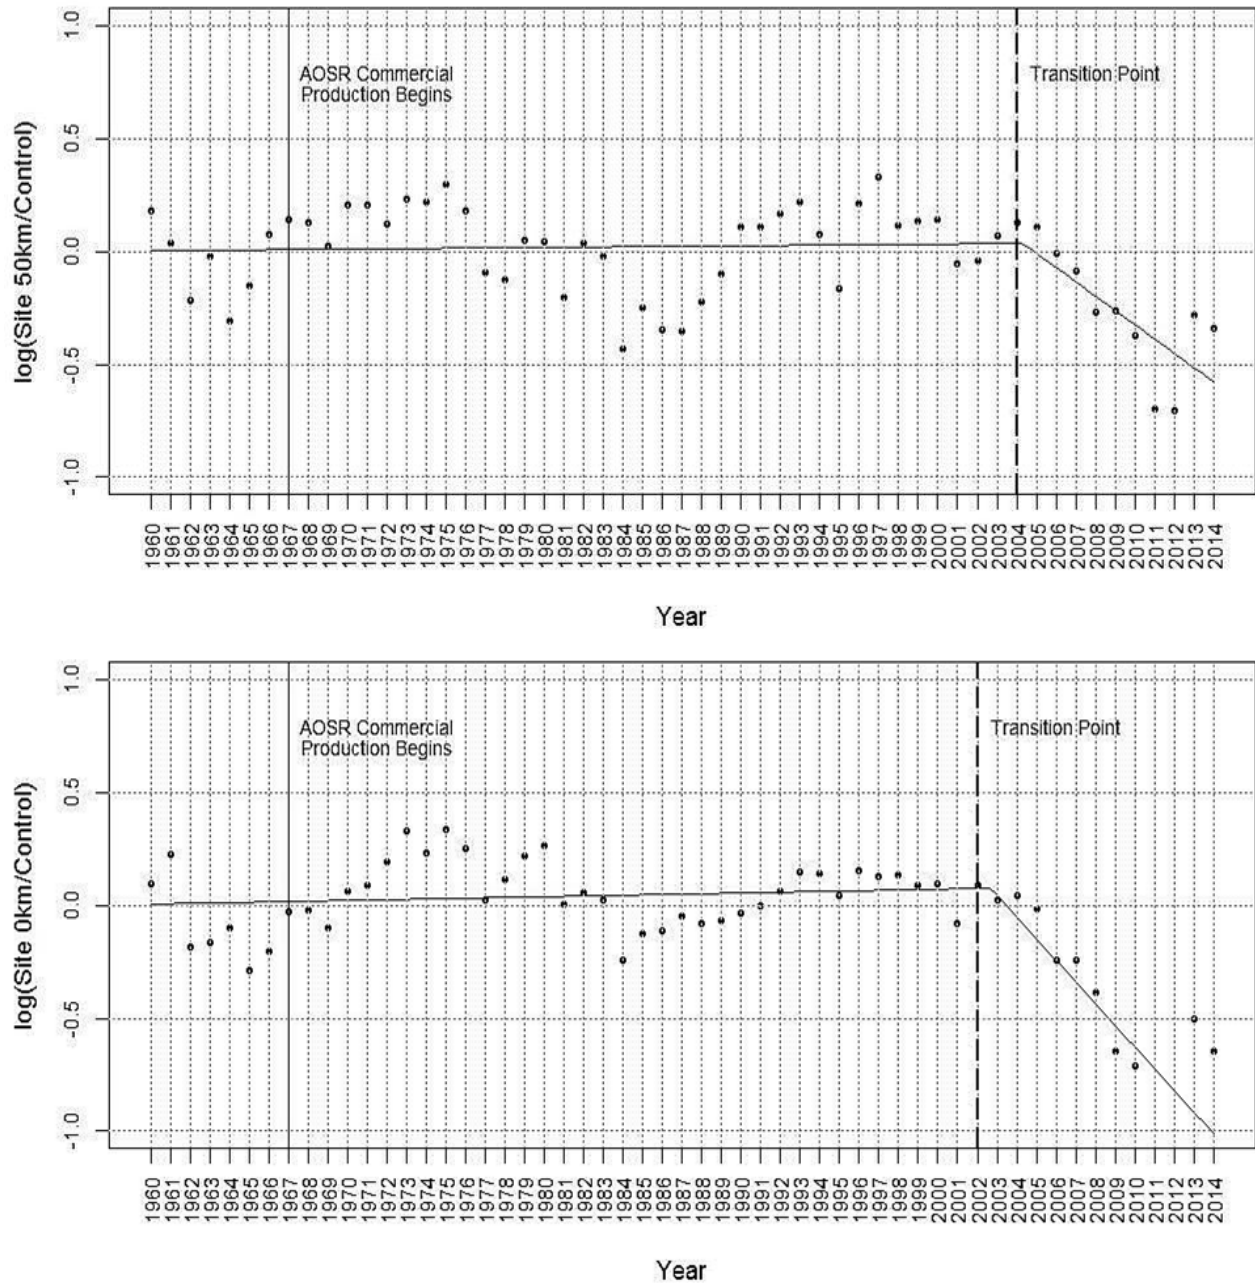 1.0
AOSR Commercial
Production Begins
Transition Point
0.5
0.0
-0.5
-1.0
log(Site 50km/Control)
1960 1961 1962 1963 1964 1965 1966 1967 1968 1969 1970 1971 1972 1973 1974 1975 1976 1977 1978 1979 1980 1981 1982 1983 1984 1985 1986 1987 1988 1989 1990 1991 1992 1993 1994 1995 1996 1997 1998 1999 2000 2001 2002 2003 2004 2005 2006 2007 2008 2009 2010 2011 2012 2013 2014
Year
1.0
AOSR Commercial
Production Begins
Transition Point
0.5
0.0
-0.5
-1.0
log(Site 0km/Control)
1960 1961 1962 1963 1964 1965 1966 1967 1968 1969 1970 1971 1972 1973 1974 1975 1976 1977 1978 1979 1980 1981 1982 1983 1984 1985 1986 1987 1988 1989 1990 1991 1992 1993 1994 1995 1996 1997 1998 1999 2000 2001 2002 2003 2004 2005 2006 2007 2008 2009 2010 2011 2012 2013 2014
Year